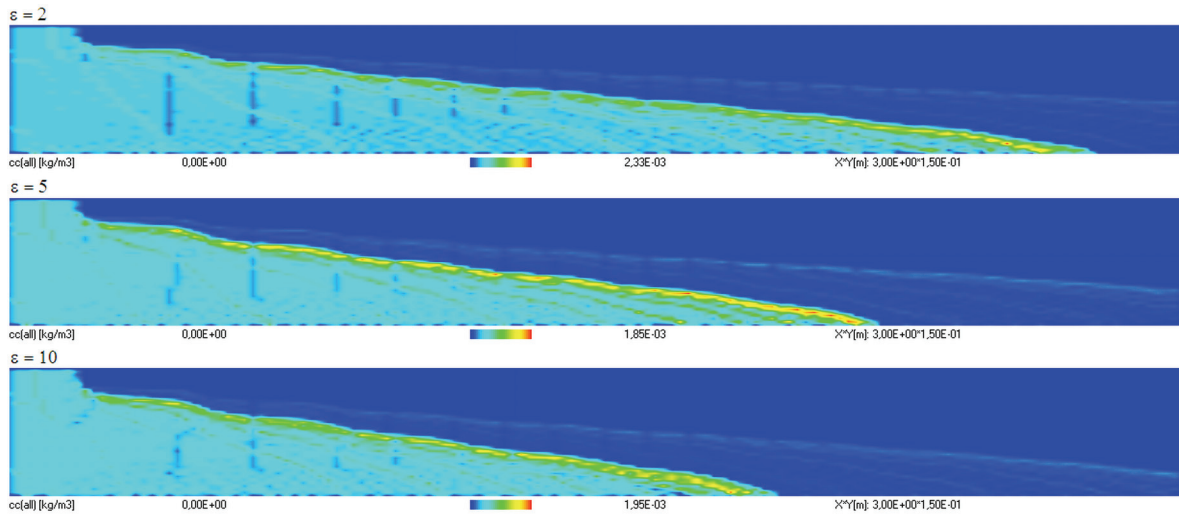 ε = 2
cc(all) [kg/m3] 0,00E+00 2,33E-03 X*Y[m]: 3,00E+00*1,50E-01
ε = 5
cc(all) [kg/m3] 0,00E+00 1,85E-03 X*Y[m]: 3,00E+00*1,50E-01
ε = 10
cc(all) [kg/m3] 0,00E+00 1,95E-03 X*Y[m]: 3,00E+00*1,50E-01